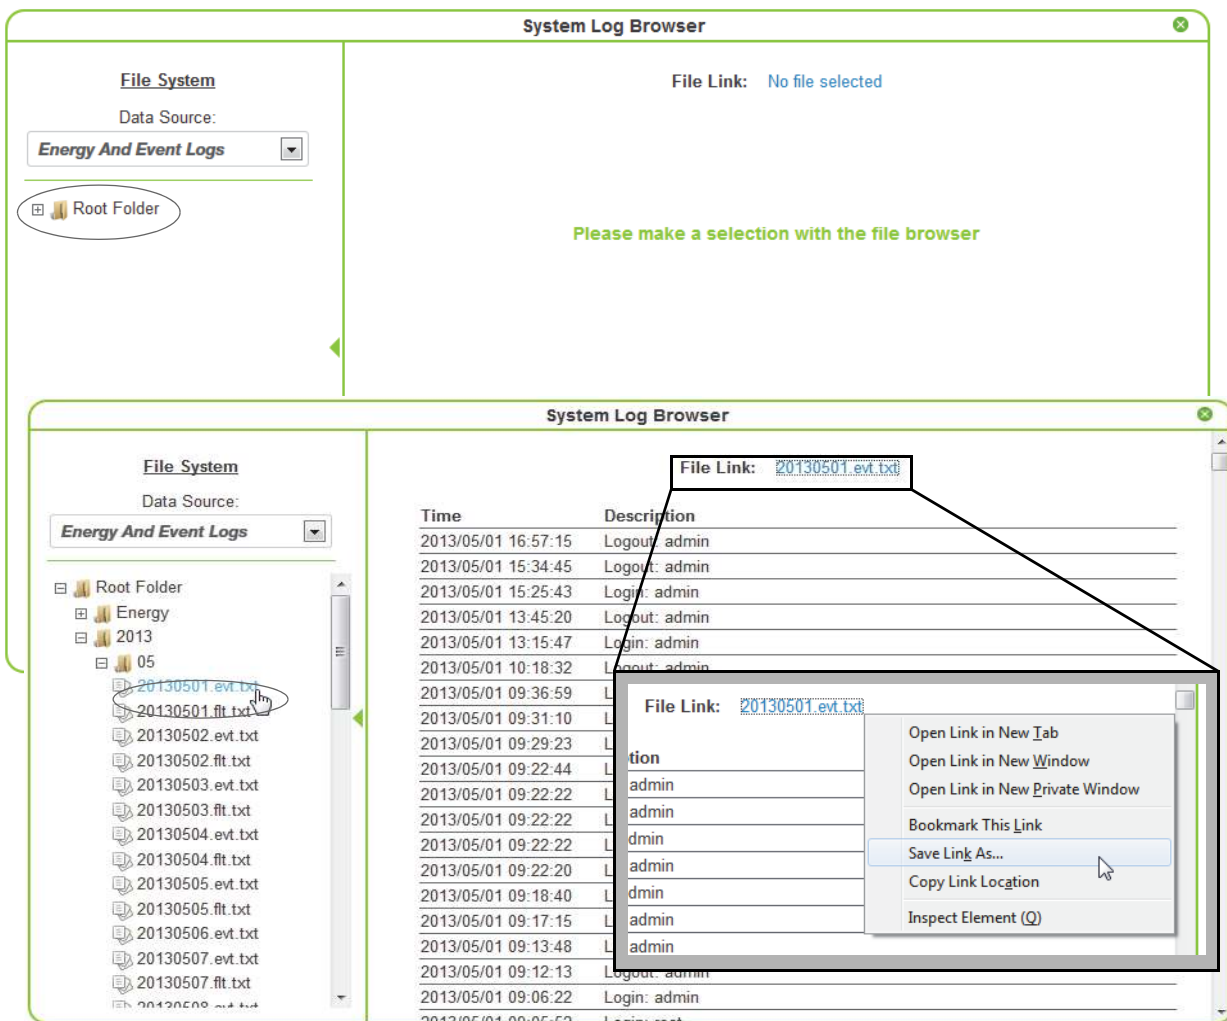 System Log Browser
File System
Data Source:
Energy And Event Logs
Root Folder
File Link: No file selected
Please make a selection with the file browser
System Log Browser
File System
Data Source:
Energy And Event Logs
Root Folder
Energy
2013
05
20130501.evt.txt
20130501.flt.txt
20130502.evt.txt
20130502.flt.txt
20130503.evt.txt
20130503.flt.txt
20130504.evt.txt
20130504.flt.txt
20130505.evt.txt
20130505.flt.txt
20130506.evt.txt
20130507.evt.txt
20130507.flt.txt
File Link: 20130501.evt.txt
Time Description
2013/05/01 16:57:15 Logout: admin
2013/05/01 15:34:45 Logout: admin
2013/05/01 15:25:43 Login: admin
2013/05/01 13:45:20 Logout: admin
2013/05/01 13:15:47 Login: admin
2013/05/01 10:18:32 Logout: admin
2013/05/01 09:36:59 L
2013/05/01 09:31:10 L
2013/05/01 09:29:23 L
2013/05/01 09:22:44 L
2013/05/01 09:22:22 L
2013/05/01 09:22:22 L
2013/05/01 09:22:22 L
2013/05/01 09:22:20 L
2013/05/01 09:18:40 L
2013/05/01 09:17:15 L
2013/05/01 09:13:48 L
2013/05/01 09:12:13 Logout: admin
2013/05/01 09:06:22 Login: admin
File Link: 20130501.evt.txt
tion
admin
admin
dmin
admin
dmin
admin
admin
Open Link in New Tab
Open Link in New Window
Open Link in New Private Window
Bookmark This Link
Save Link As...
Copy Link Location
Inspect Element (Q)